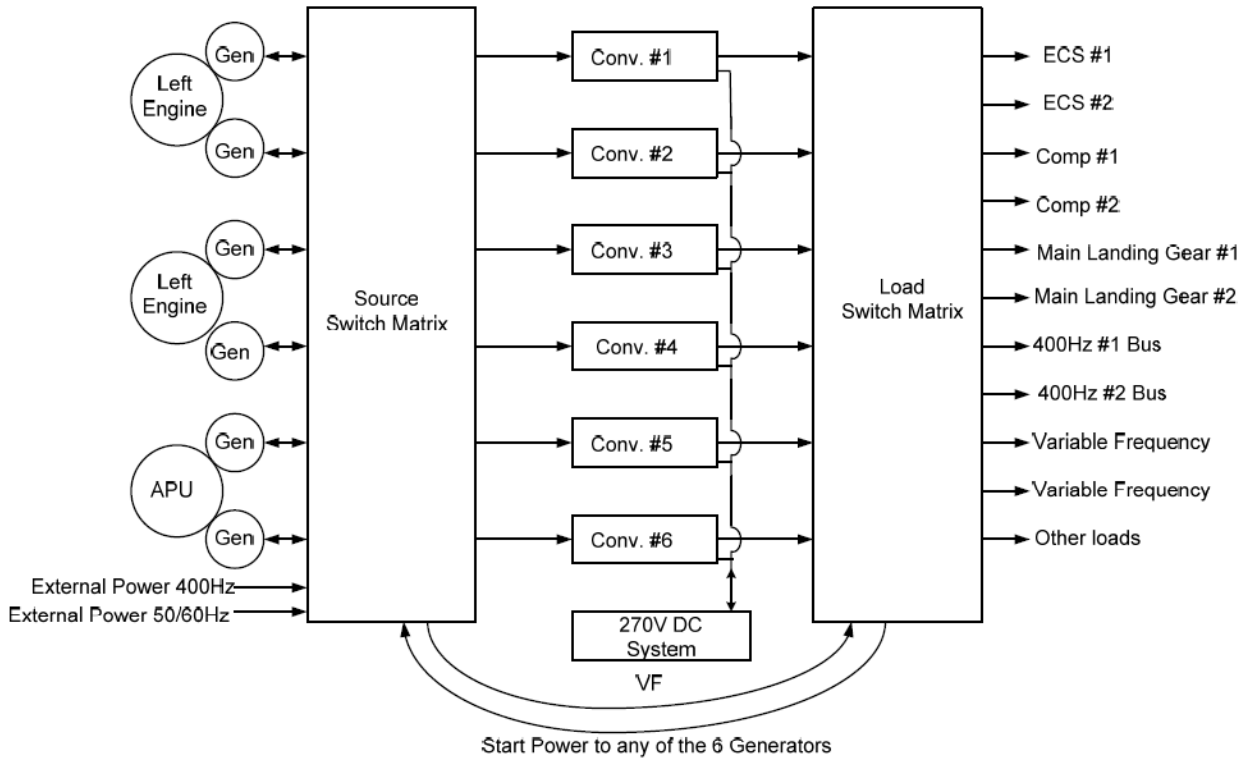 Gen
Left
Engine
Gen
Gen
Left
Engine
Gen
Gen
APU
Gen
External Power 400Hz
External Power 50/60Hz
Source
Switch Matrix
Conv. #1
Conv. #2
Conv. #3
Conv. #4
Conv. #5
Conv. #6
270V DC
System
VF
Start Power to any of the 6 Generators
Load
Switch Matrix
ECS #1
ECS #2
Comp #1
Comp #2
Main Landing Gear #1
Main Landing Gear #2
400Hz #1 Bus
400Hz #2 Bus
Variable Frequency
Variable Frequency
Other loads